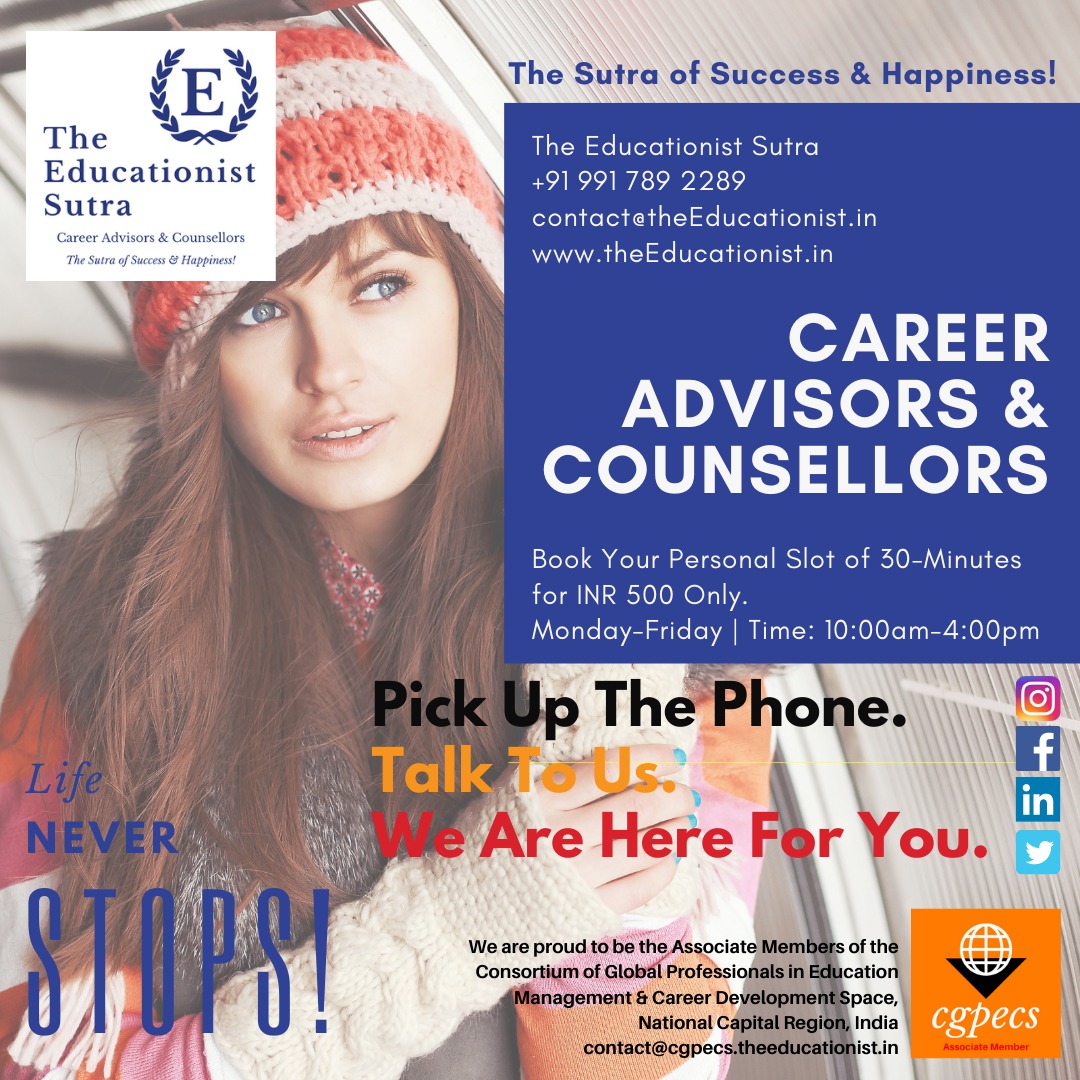 E
The
Educationist
Sutra
Career Advisors & Counsellors
The Sutra of Success & Happiness!
The Sutra of Success & Happiness!
The Educationist Sutra
+91 991 789 2289
contact@theEducationist.in
www.theEducationist.in
CAREER
ADVISORS &
COUNSELLORS
Book Your Personal Slot of 30-Minutes
for INR 500 Only.
Monday-Friday | Time: 10:00am-4:00pm
Pick Up The Phone.
Talk To Us.
We Are Here For You.
Life
NEVER
STOPS!
f
in
We are proud to be the Associate Members of the
Consortium of Global Professionals in Education
Management & Career Development Space,
National Capital Region, India
contact@cgpecs.theeducationist.in
cgpecs
Associate Member